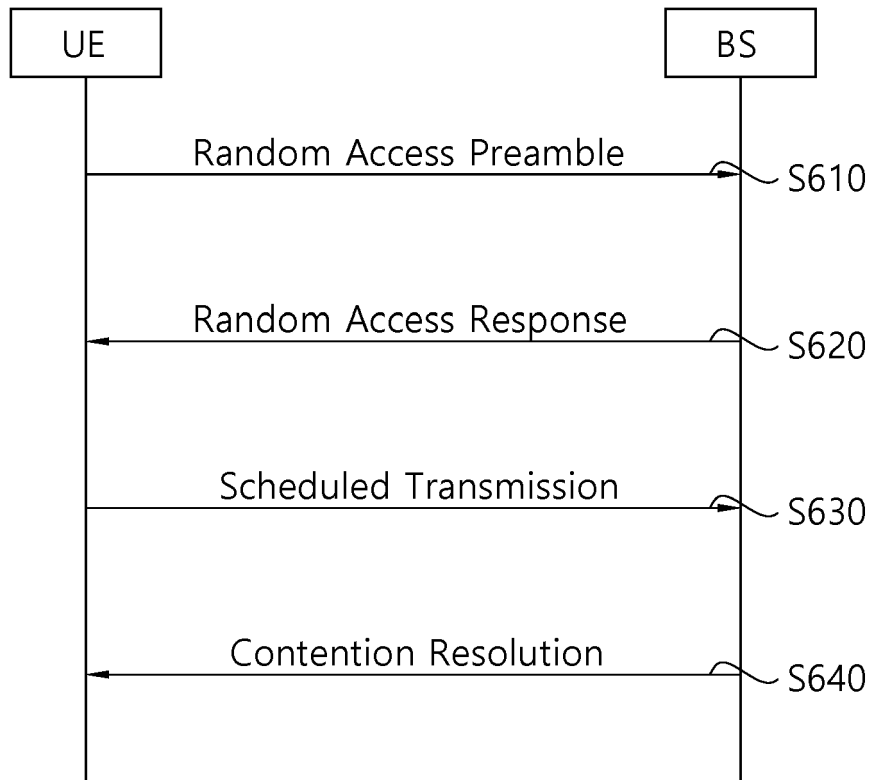 UE
BS
Random Access Preamble
S610
Random Access Response
S620
Scheduled Transmission
S630
Contention Resolution
S640